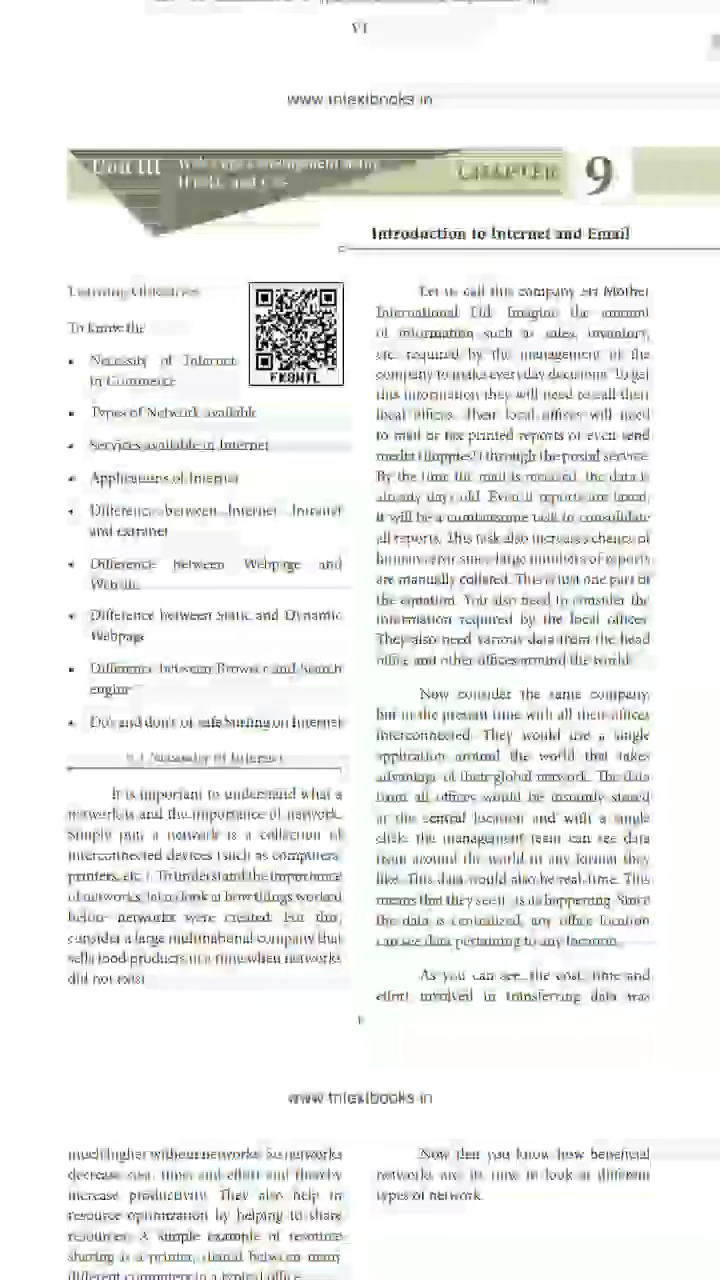 VI
www.tntextbooks.in
Unit III
CHAPTER 9
Introduction to Internet and Email
Learning Objectives
To know the
• Necessity of Internet
in Commerce
• Types of Network available
• Services available in Internet
• Applications of Internet
• Difference between Internet, Intranet
and extranet
• Difference between Webpage and
Website
• Difference between Static and Dynamic
Webpage
• Difference between Browser and Search
engine
• Do's and don't of safe Surfing on Internet
FK8M7L
9.1 Necessity of Internet
It is important to understand what a
network is and the importance of network.
Simply put, a network is a collection of
interconnected devices (such as computers,
printers, etc.). To understand the importance
of networks, let us look at how things worked
before networks were created. For this,
consider a large multinational company that
sells food products in a time when networks
did not exist.
Let us call this company Sri Mother
International Ltd. Imagine the amount
of information such as sales, inventory,
etc. required by the management of the
company to make everyday decisions. To get
this information they will need to call their
local offices. Their local offices will need
to mail or fax printed reports or even send
media (floppies!) through the postal service.
By the time the mail is received, the data is
already days old. Even if reports are faxed,
it will be a cumbersome task to consolidate
all reports. This task also increases chance of
human error since large numbers of reports
are manually collated. This is just one part of
the equation. You also need to consider the
information required by the local offices.
They also need various data from the head
office and other offices around the world.
Now consider the same company,
but in the present time with all their offices
interconnected. They would use a single
application around the world that takes
advantage of their global network. The data
from all offices would be instantly stored
at the central location and with a single
click, the management team can see data
from around the world in any format they
like. This data would also be real-time. This
means that they see it as its happening. Since
the data is centralized, any office location
can see data pertaining to any location.
As you can see, the cost, time and
effort involved in transferring data was
www.tntextbooks.in
much higher without networks. So networks
decrease cost, time, and effort and thereby
increase productivity. They also help in
resource optimization by helping to share
resources. A simple example of resource
sharing is a printer, shared between many
different computers in a typical office.
Now that you know how beneficial
networks are, its time to look at different
types of network.